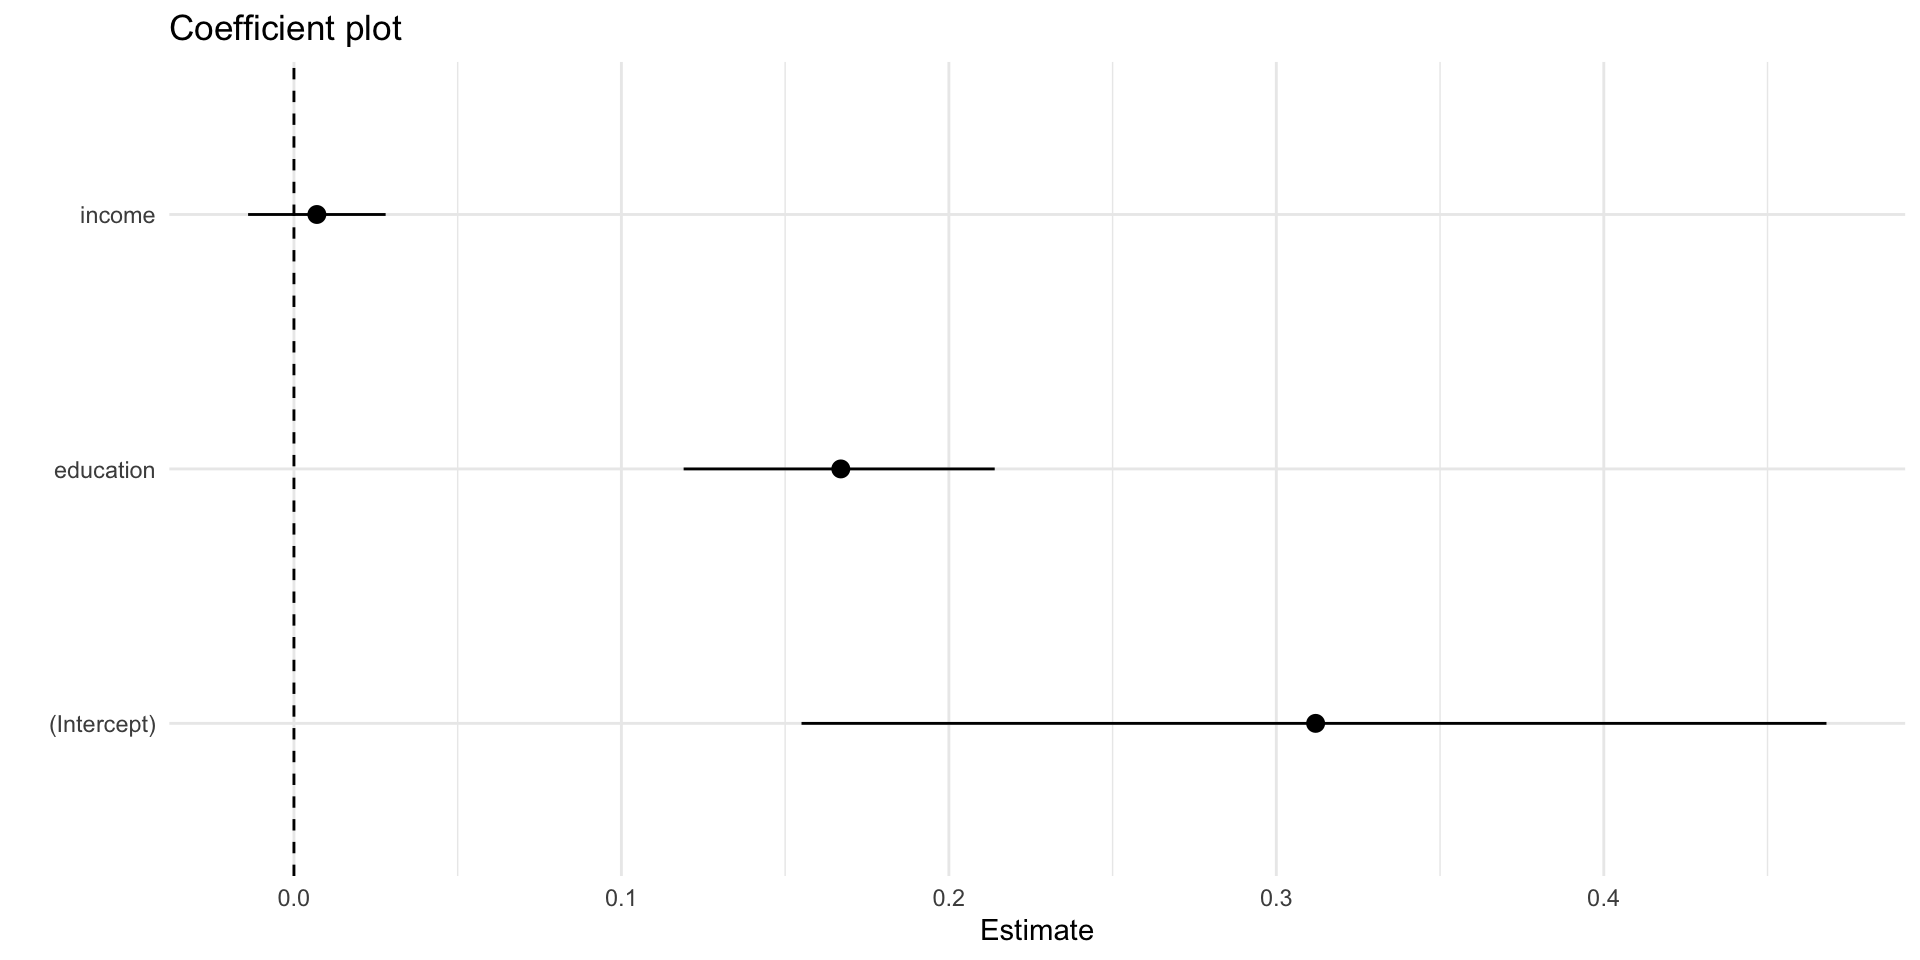 Coefficient plot
income
education
(Intercept)
0.0 0.1 0.2 0.3 0.4
Estimate